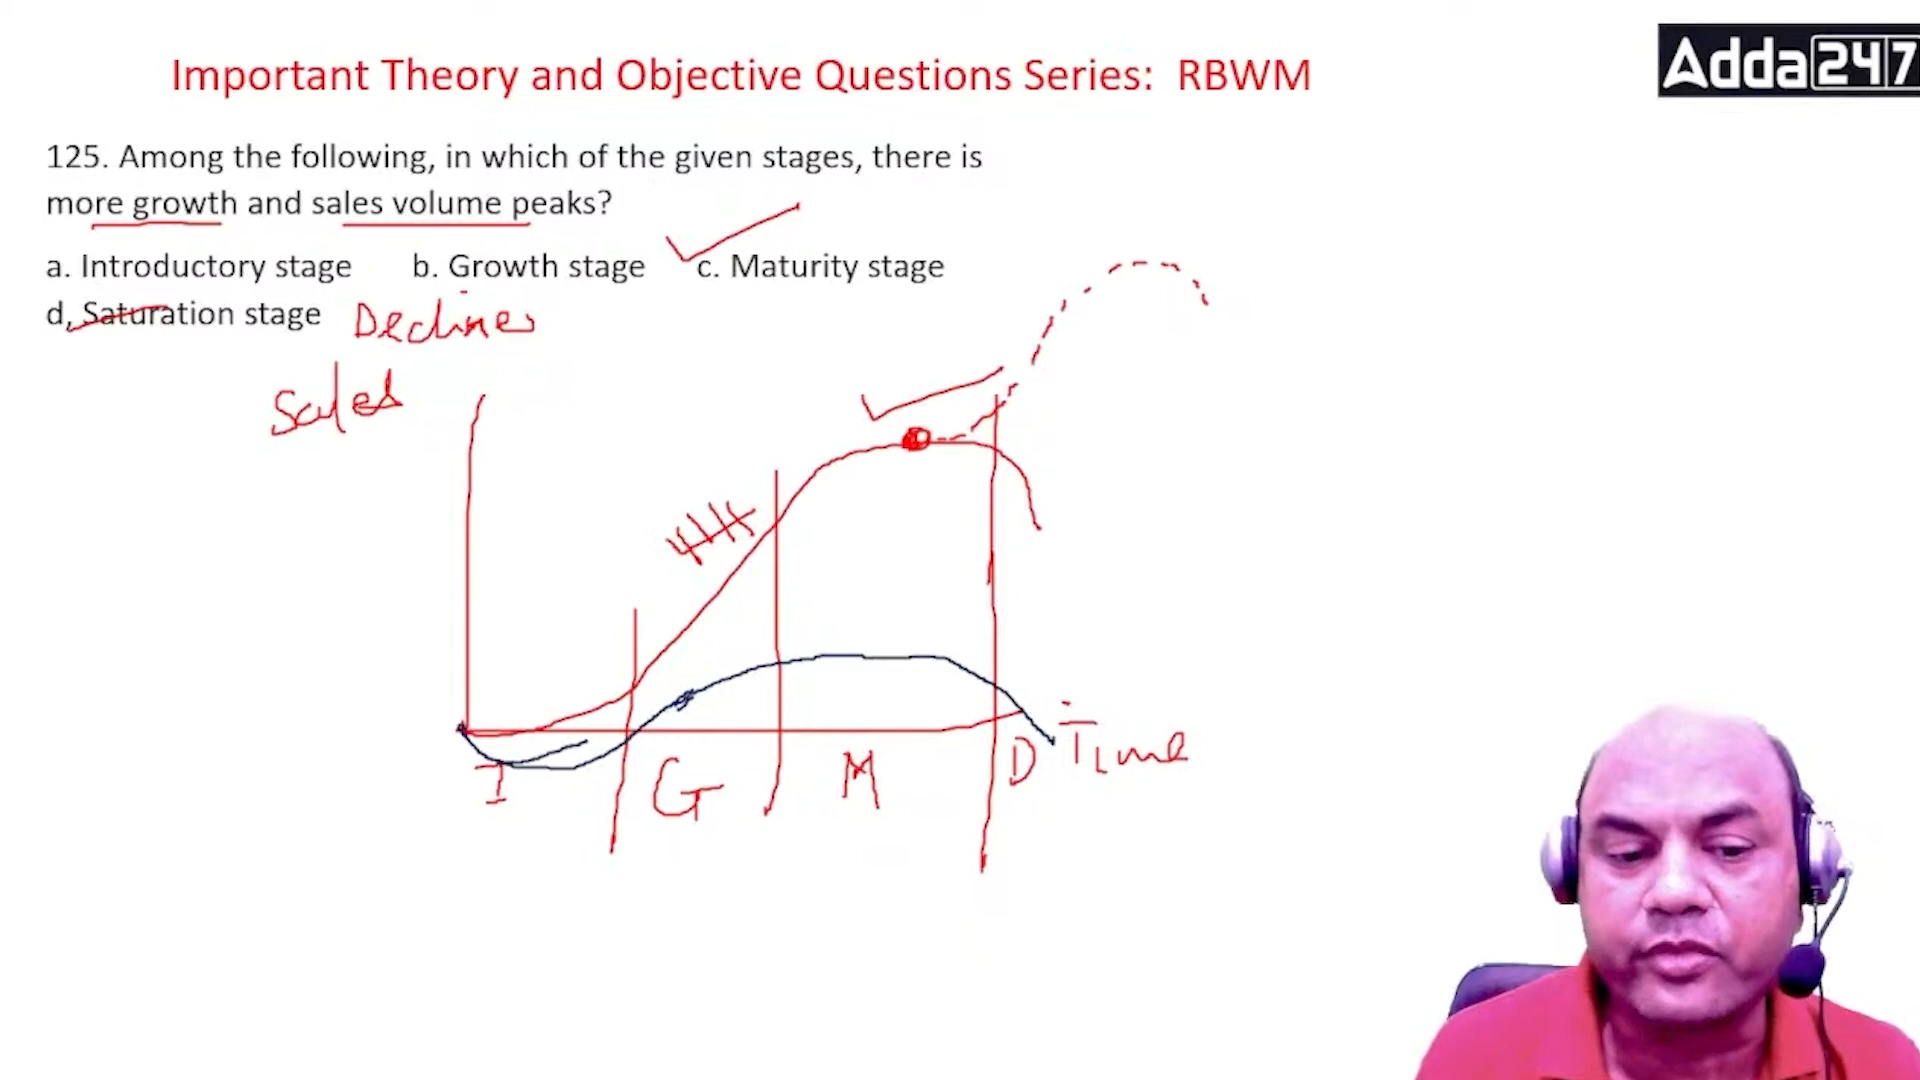 Important Theory and Objective Questions Series: RBWM
Adda247
125. Among the following, in which of the given stages, there is
more growth and sales volume peaks?
a. Introductory stage b. Growth stage c. Maturity stage
d, Saturation stage Decline
Sales
I G M D Time